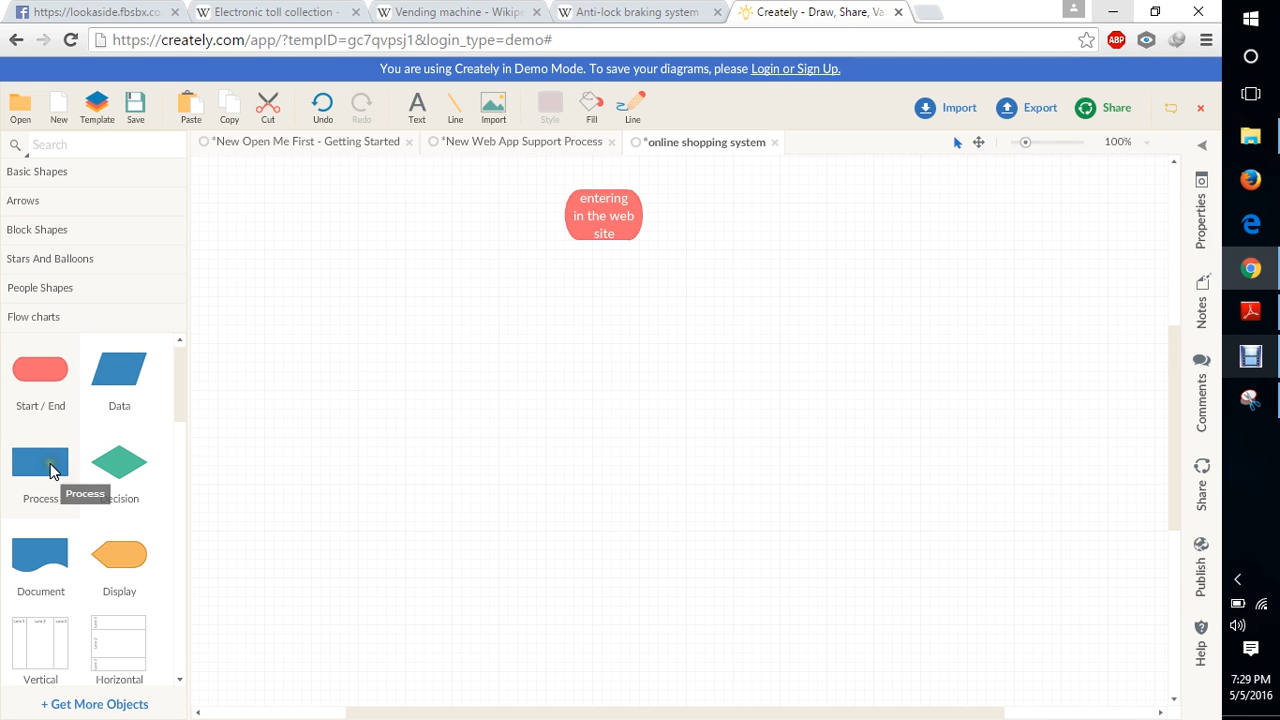 https://lookaside.fbsbx.co
Electronic toll collection -
Vending machine - Wikipe
Anti-lock braking system
Creately - Draw, Share, Va
https://creately.com/app/?tempID=gc7qvpsj1&login_type=demo#
ABP
You are using Creately in Demo Mode. To save your diagrams, please Login or Sign Up.
Open
New
Template
Save
Paste
Copy
Cut
Undo
Redo
Text
Line
Import
Style
Fill
Line
Import
Export
Share
Search
*New Open Me First - Getting Started
*New Web App Support Process
*online shopping system
100%
Basic Shapes
Arrows
Block Shapes
Stars And Balloons
People Shapes
Flow charts
Start / End
Data
Process
Process
Decision
Document
Display
Vertical
Horizontal
+ Get More Objects
entering
in the web
site
Properties
Notes
Comments
Share
Publish
Help
7:29 PM
5/5/2016